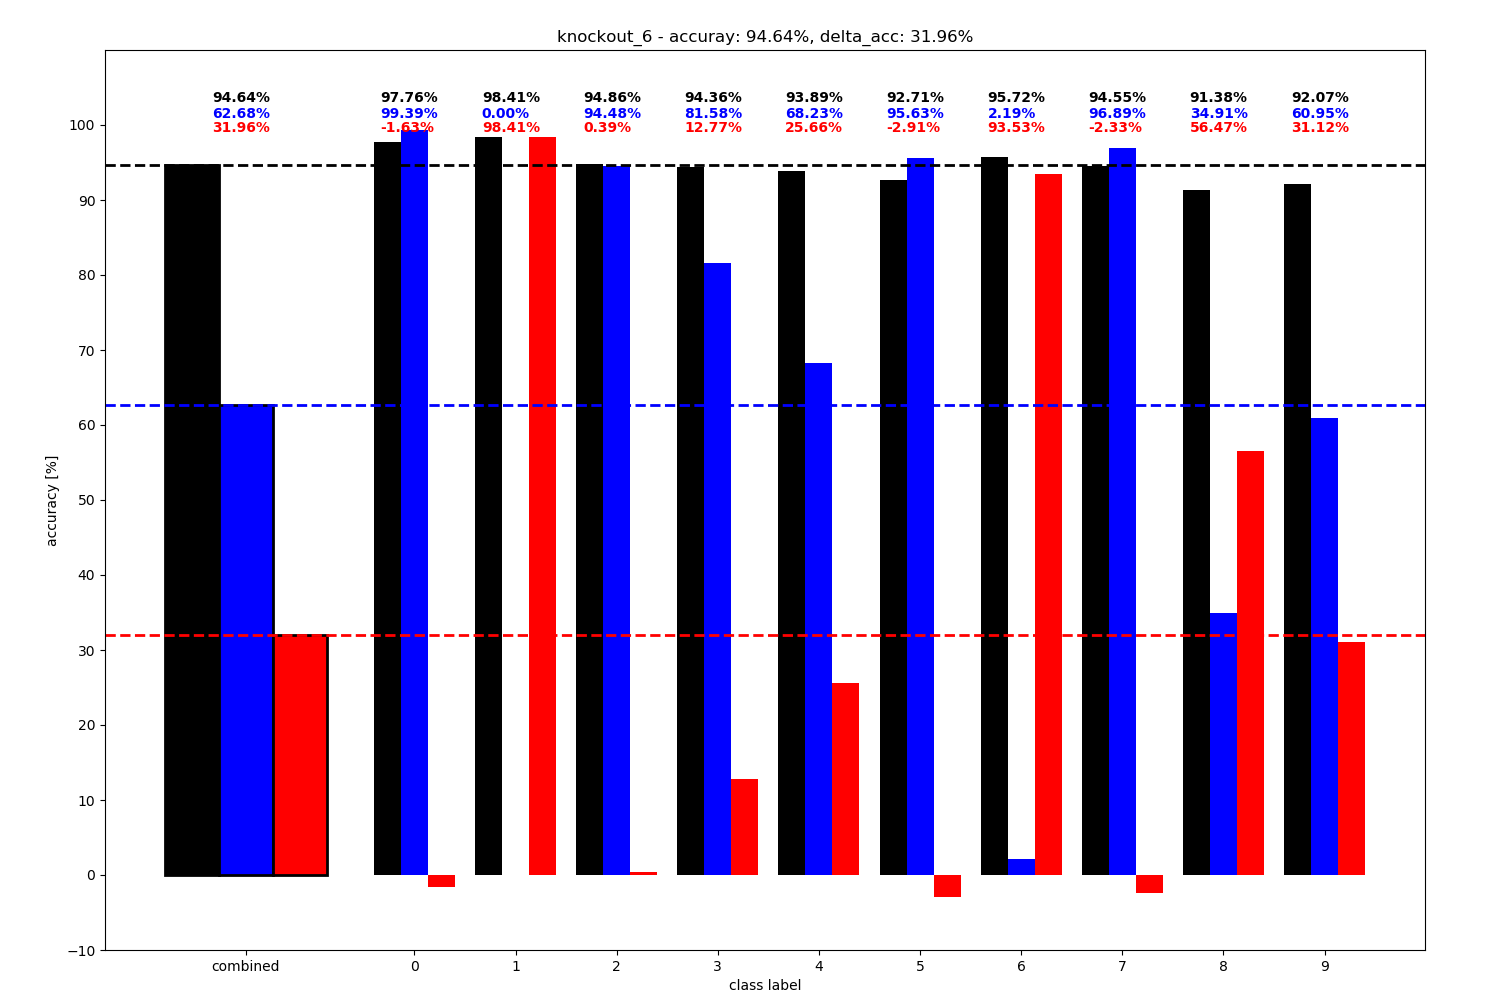 knockout_6 - accuray: 94.64%, delta_acc: 31.96%
94.64% 97.76% 98.41% 94.86% 94.36% 93.89% 92.71% 95.72% 94.55% 91.38% 92.07%
62.68% 99.39% 0.00% 94.48% 81.58% 68.23% 95.63% 2.19% 96.89% 34.91% 60.95%
31.96% -1.63% 98.41% 0.39% 12.77% 25.66% -2.91% 93.53% -2.33% 56.47% 31.12%
100
90
80
70
60
50
40
30
20
10
0
−10
accuracy [%]
combined 0 1 2 3 4 5 6 7 8 9
class label